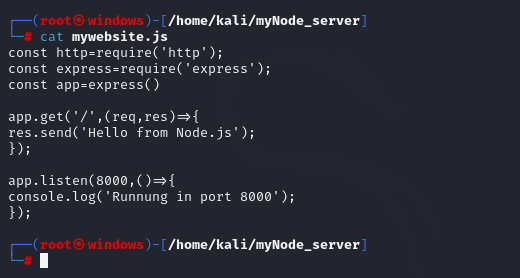 ┌──(root㉿windows)-[/home/kali/myNode_server]
└─# cat mywebsite.js
const http=require('http');
const express=require('express');
const app=express()

app.get('/',(req,res)=>{
res.send('Hello from Node.js');
});

app.listen(8000,()=>{
console.log('Runnung in port 8000');
});

┌──(root㉿windows)-[/home/kali/myNode_server]
└─#